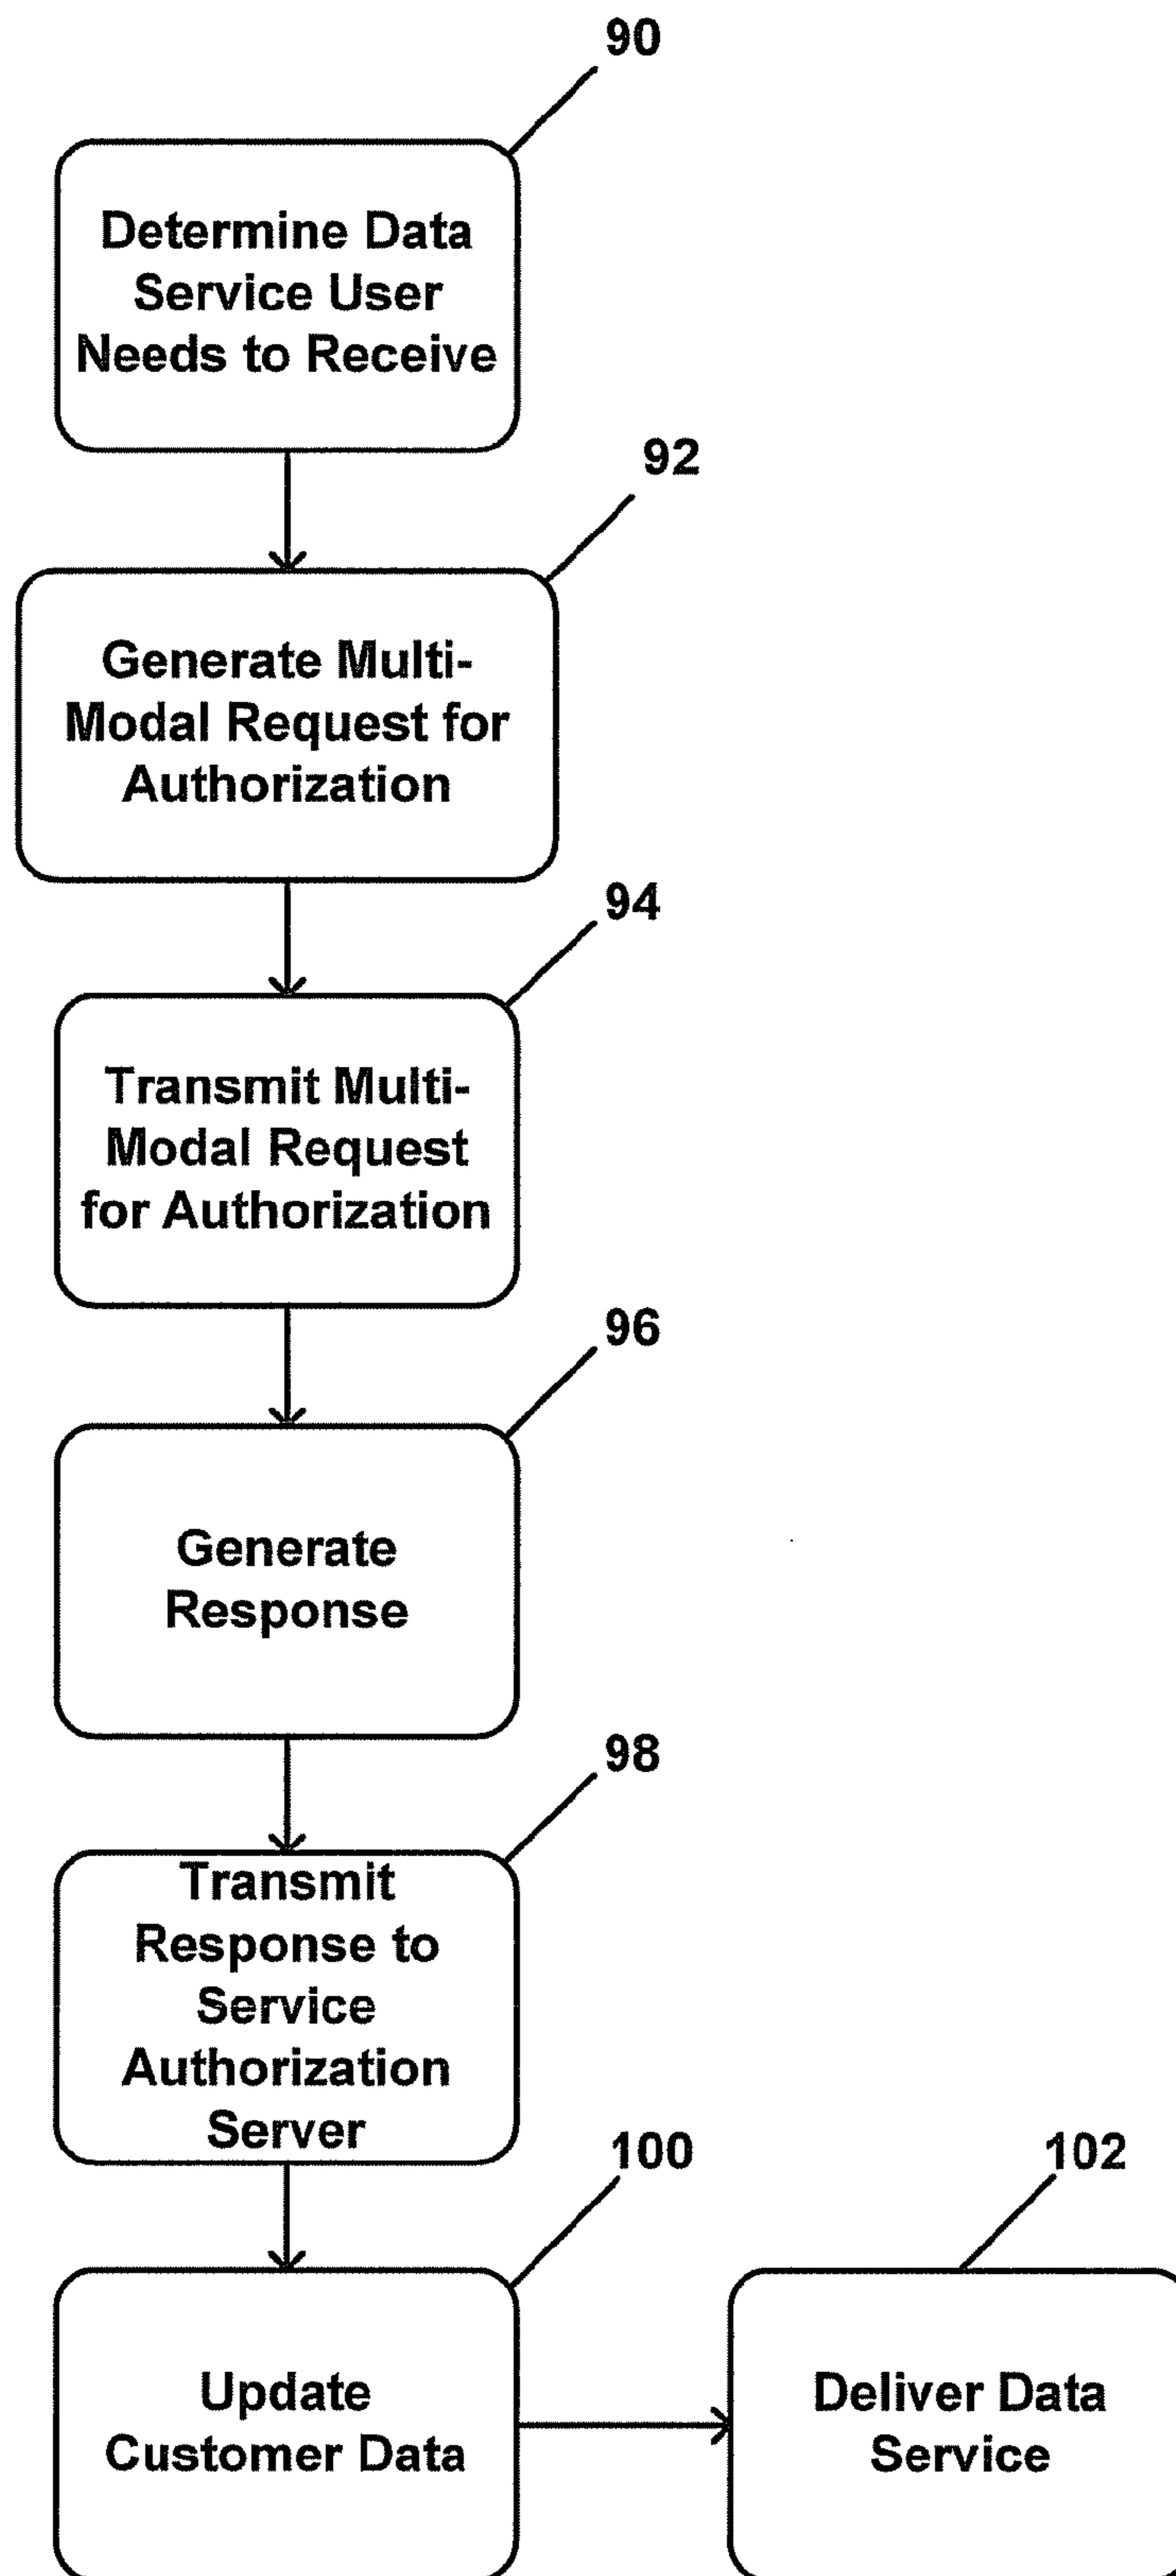 90
Determine Data
Service User
Needs to Receive
92
Generate Multi-
Modal Request for
Authorization
94
Transmit Multi-
Modal Request
for Authorization
96
Generate
Response
98
Transmit
Response to
Service
Authorization
Server
100
Update
Customer Data
102
Deliver Data
Service